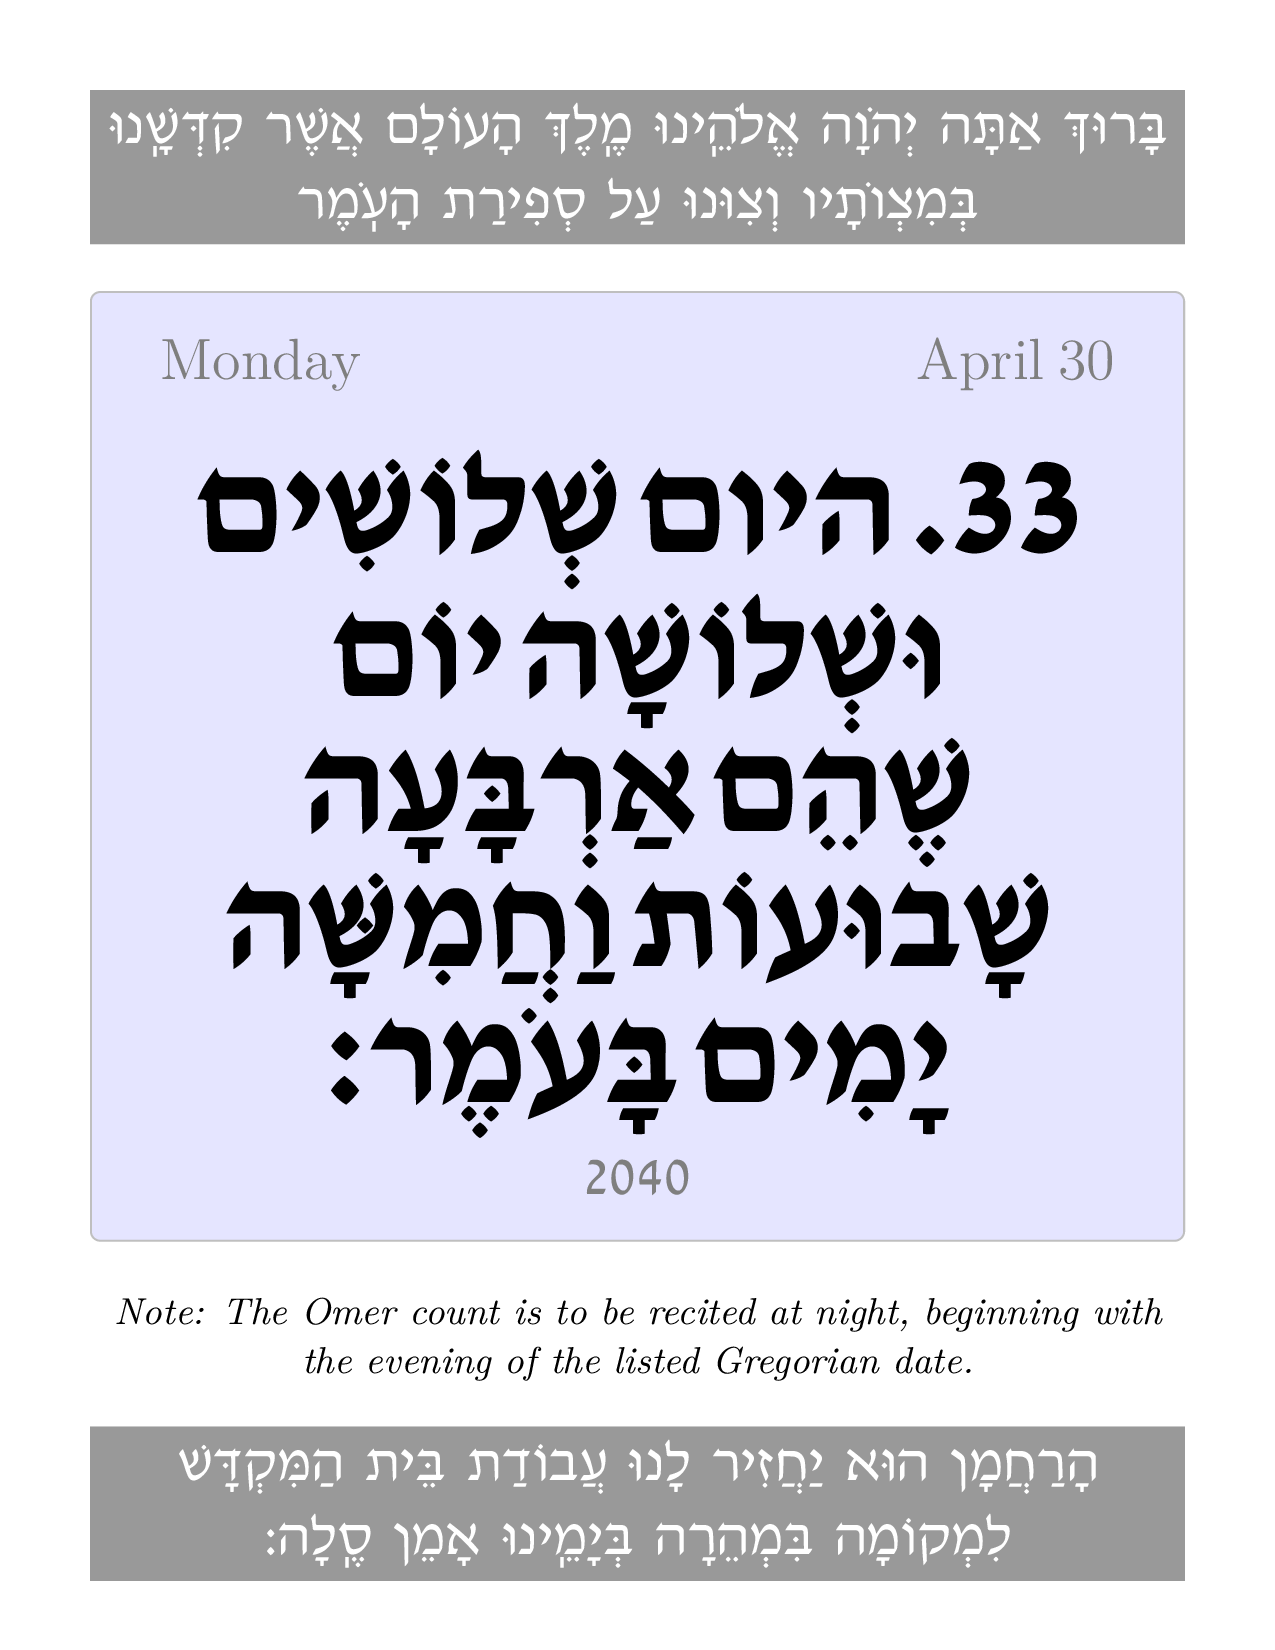 בָּרוּךְ אַתָּה יְהֹוָה אֱלֹהֵֽינוּ מֶֽלֶךְ הָעוֹלָם אֲשֶׁר קִדְּשָֽׁנוּ
בְּמִצְוֹתָיו וְצִוּנוּ עַל סְפִירַת הָעֹֽמֶר
Monday April 30
33. היום שְׁלוֹשִׁים
וּשְׁלוֹשָׁה יוֹם
שֶׁהֵם אַרְבָּעָה
שָׁבוּעוֹת וַחֲמִשָּׁה
יָמִים בָּעֹמֶר:
2040
Note: The Omer count is to be recited at night, beginning with
the evening of the listed Gregorian date.
הָרַחֲמָן הוּא יַחֲזִיר לָנוּ עֲבוֹדַת בֵּית הַמִּקְדָּשׁ
לִמְקוֹמָהּ בִּמְהֵרָה בְּיָמֵֽינוּ אָמֵן סֶֽלָה: